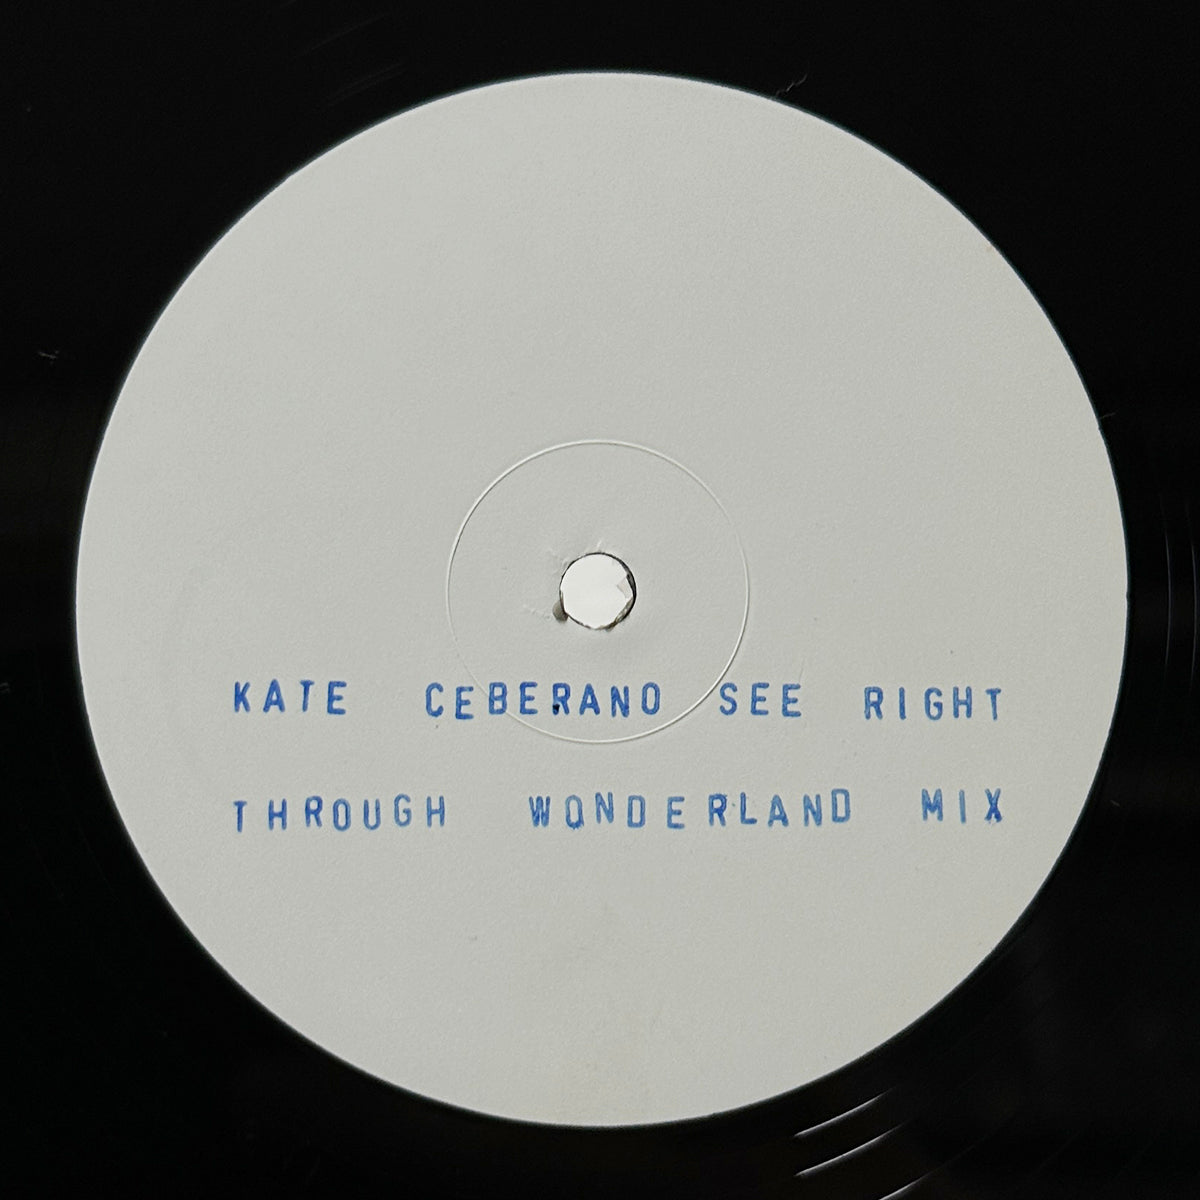 KATE CEBERANO SEE RIGHT
THROUGH WONDERLAND MIX